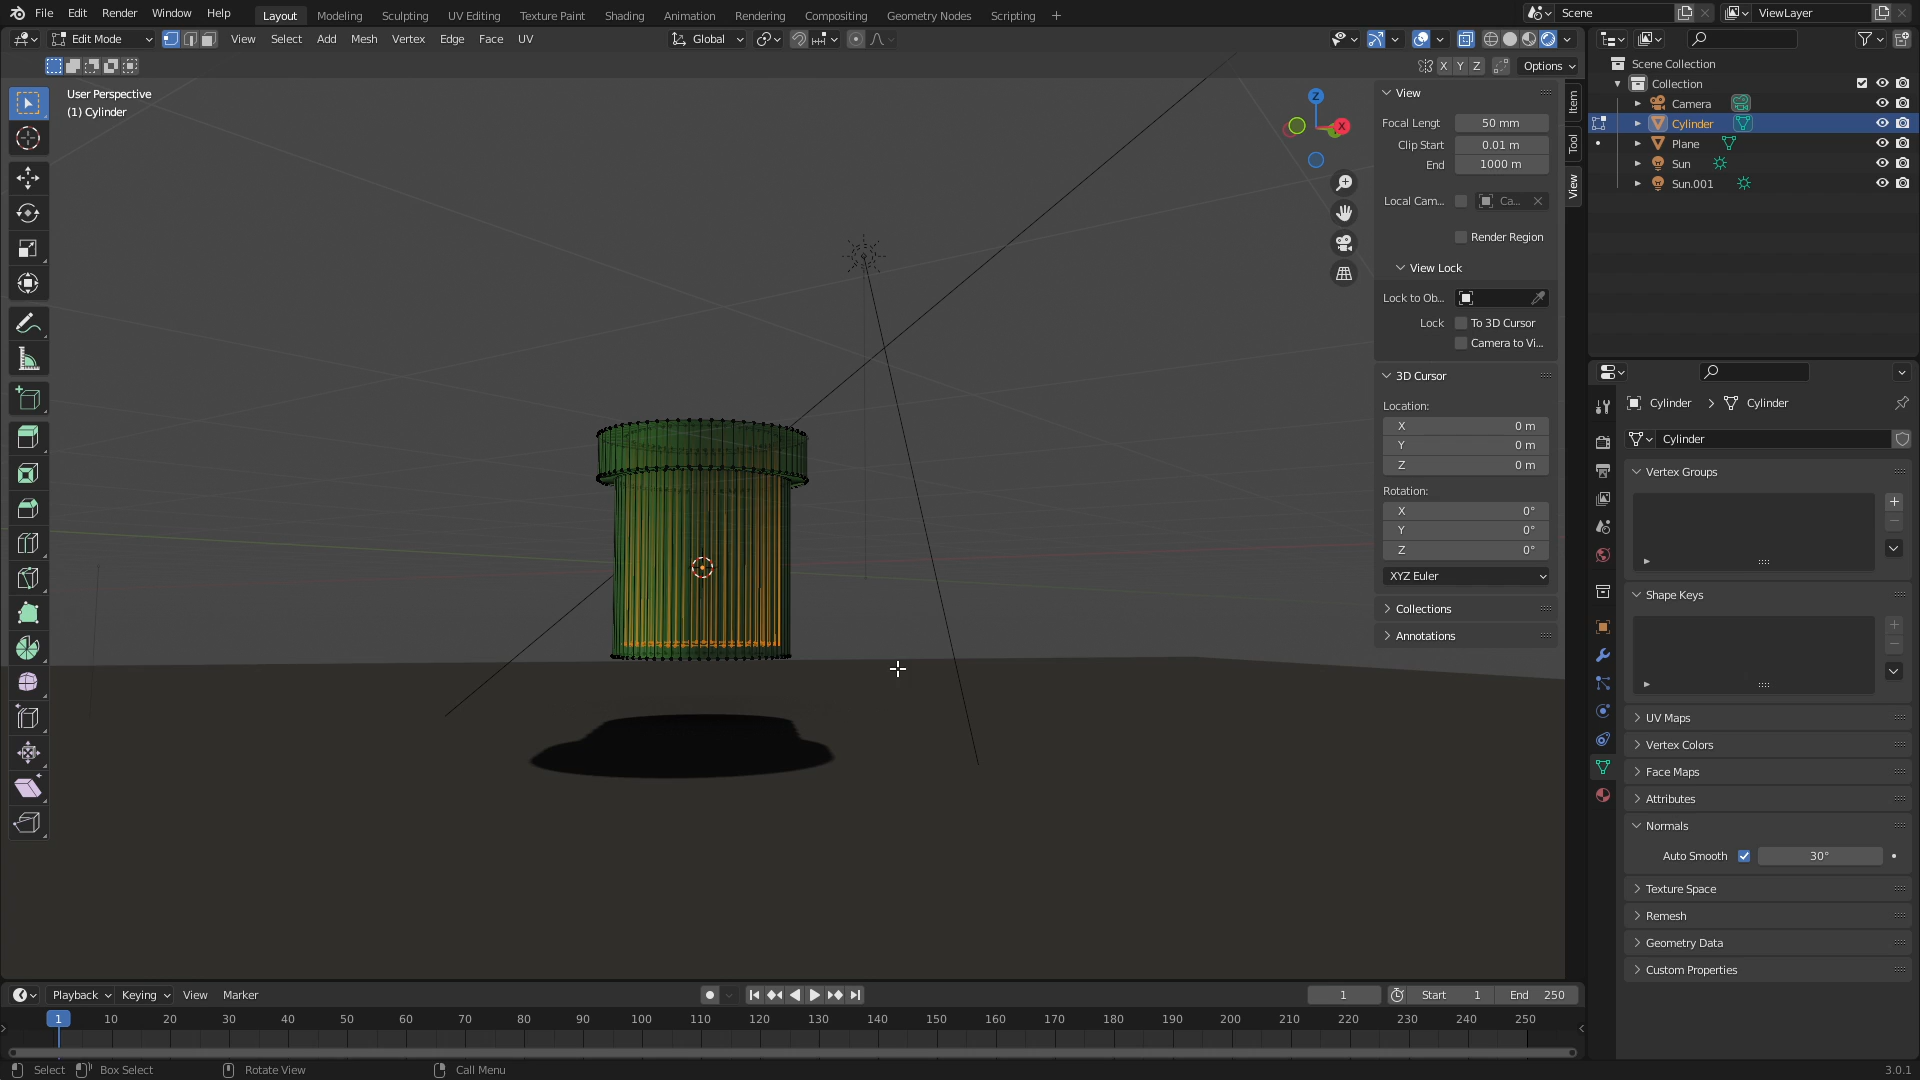 File Edit Render Window Help Layout Modeling Sculpting UV Editing Texture Paint Shading Animation Rendering Compositing Geometry Nodes Scripting + Scene ViewLayer
Edit Mode View Select Add Mesh Vertex Edge Face UV Global
X Y Z Options
User Perspective
(1) Cylinder
Z
X
View
Focal Lengt 50 mm
Clip Start 0.01 m
End 1000 m
Local Cam... Ca...
Render Region
View Lock
Lock to Ob...
Lock To 3D Cursor
Camera to Vi...
3D Cursor
Location:
X 0 m
Y 0 m
Z 0 m
Rotation:
X 0°
Y 0°
Z 0°
XYZ Euler
Collections
Annotations
Item
Tool
View
Scene Collection
Collection
Camera
Cylinder
Plane
Sun
Sun.001
Cylinder Cylinder
Cylinder
Vertex Groups
Shape Keys
UV Maps
Vertex Colors
Face Maps
Attributes
Normals
Auto Smooth 30°
Texture Space
Remesh
Geometry Data
Custom Properties
Playback Keying View Marker 1 Start 1 End 250
1 10 20 30 40 50 60 70 80 90 100 110 120 130 140 150 160 170 180 190 200 210 220 230 240 250
Select Box Select Rotate View Call Menu 3.0.1